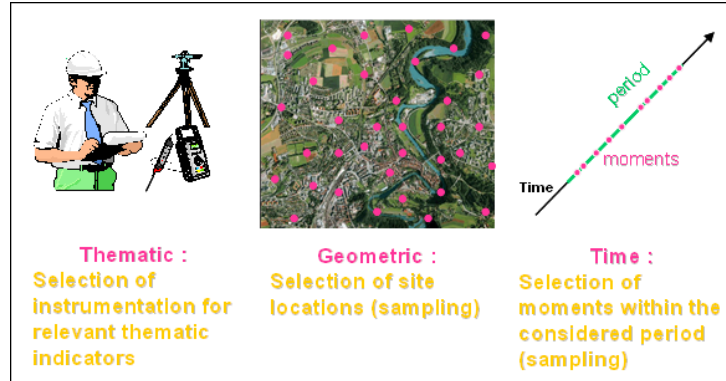 period
moments
Time
Thematic :
Selection of
instrumentation for
relevant thematic
indicators
Geometric :
Selection of site
locations (sampling)
Time :
Selection of
moments within the
considered period
(sampling)